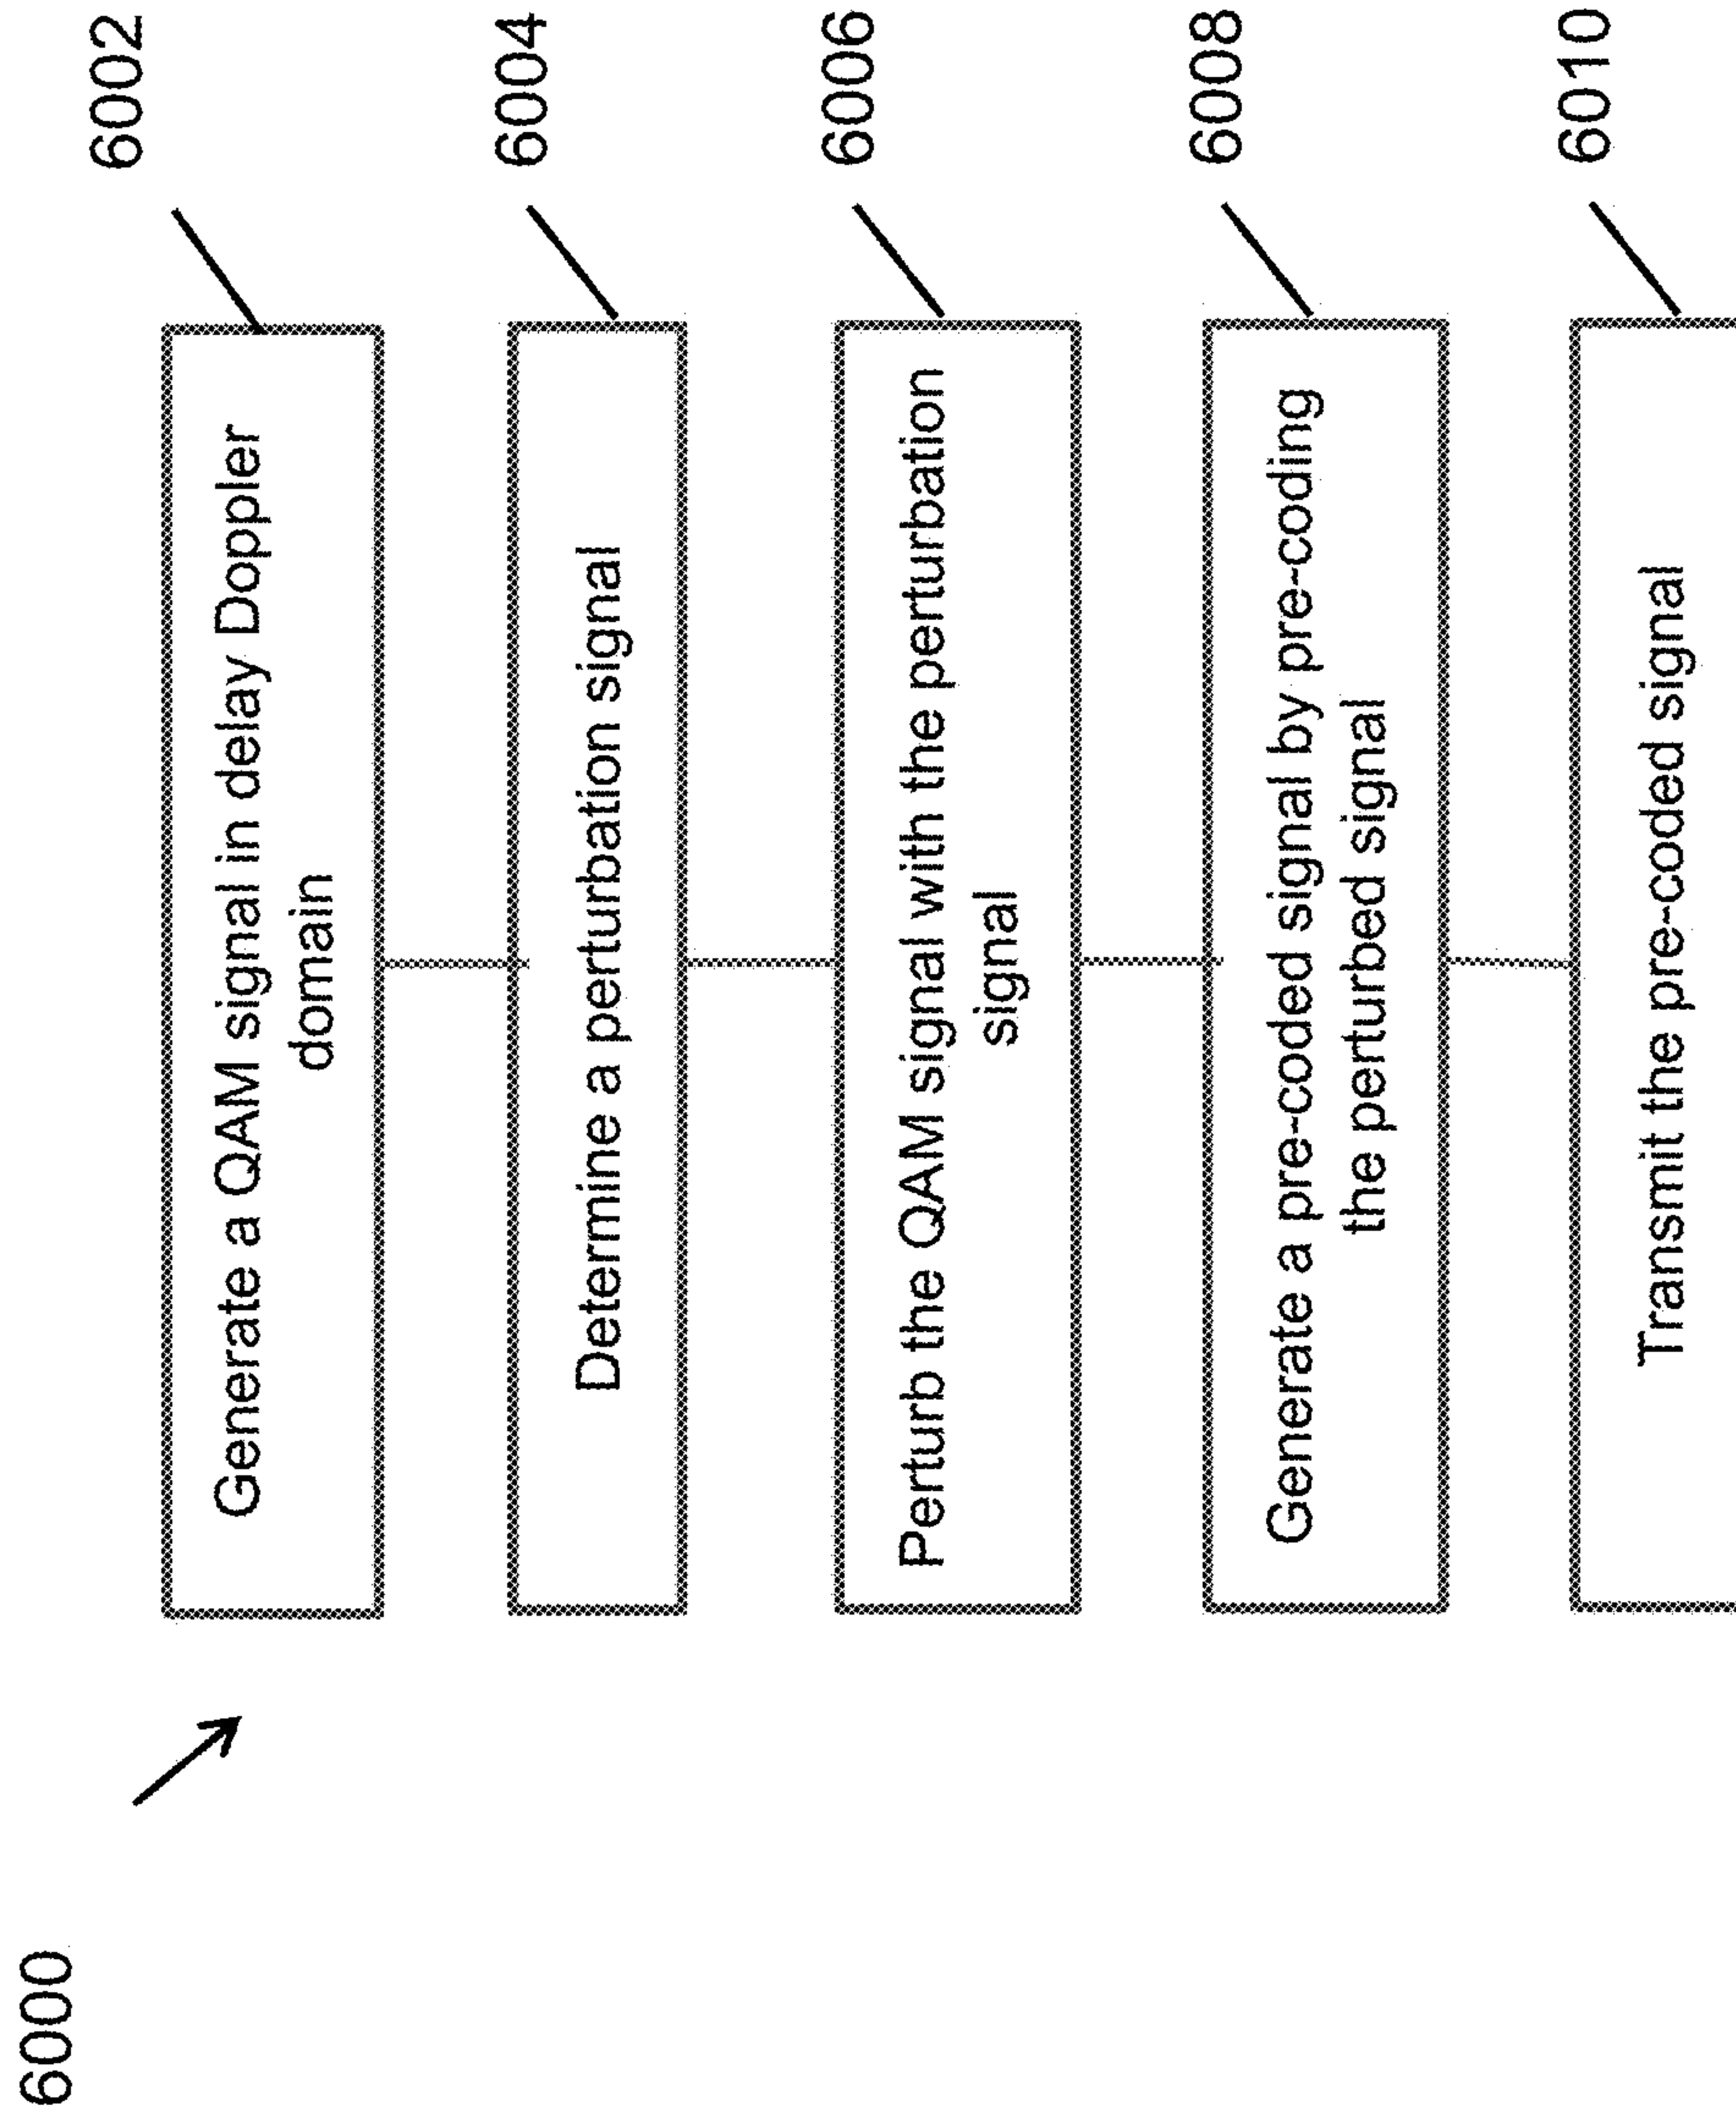 6000
6002
Generate a QAM signal in delay Doppler
domain
6004
Determine a perturbation signal
6006
Perturb the QAM signal with the perturbation
signal
6008
Generate a pre-coded signal by pre-coding
the perturbed signal
6010
Transmit the pre-coded signal